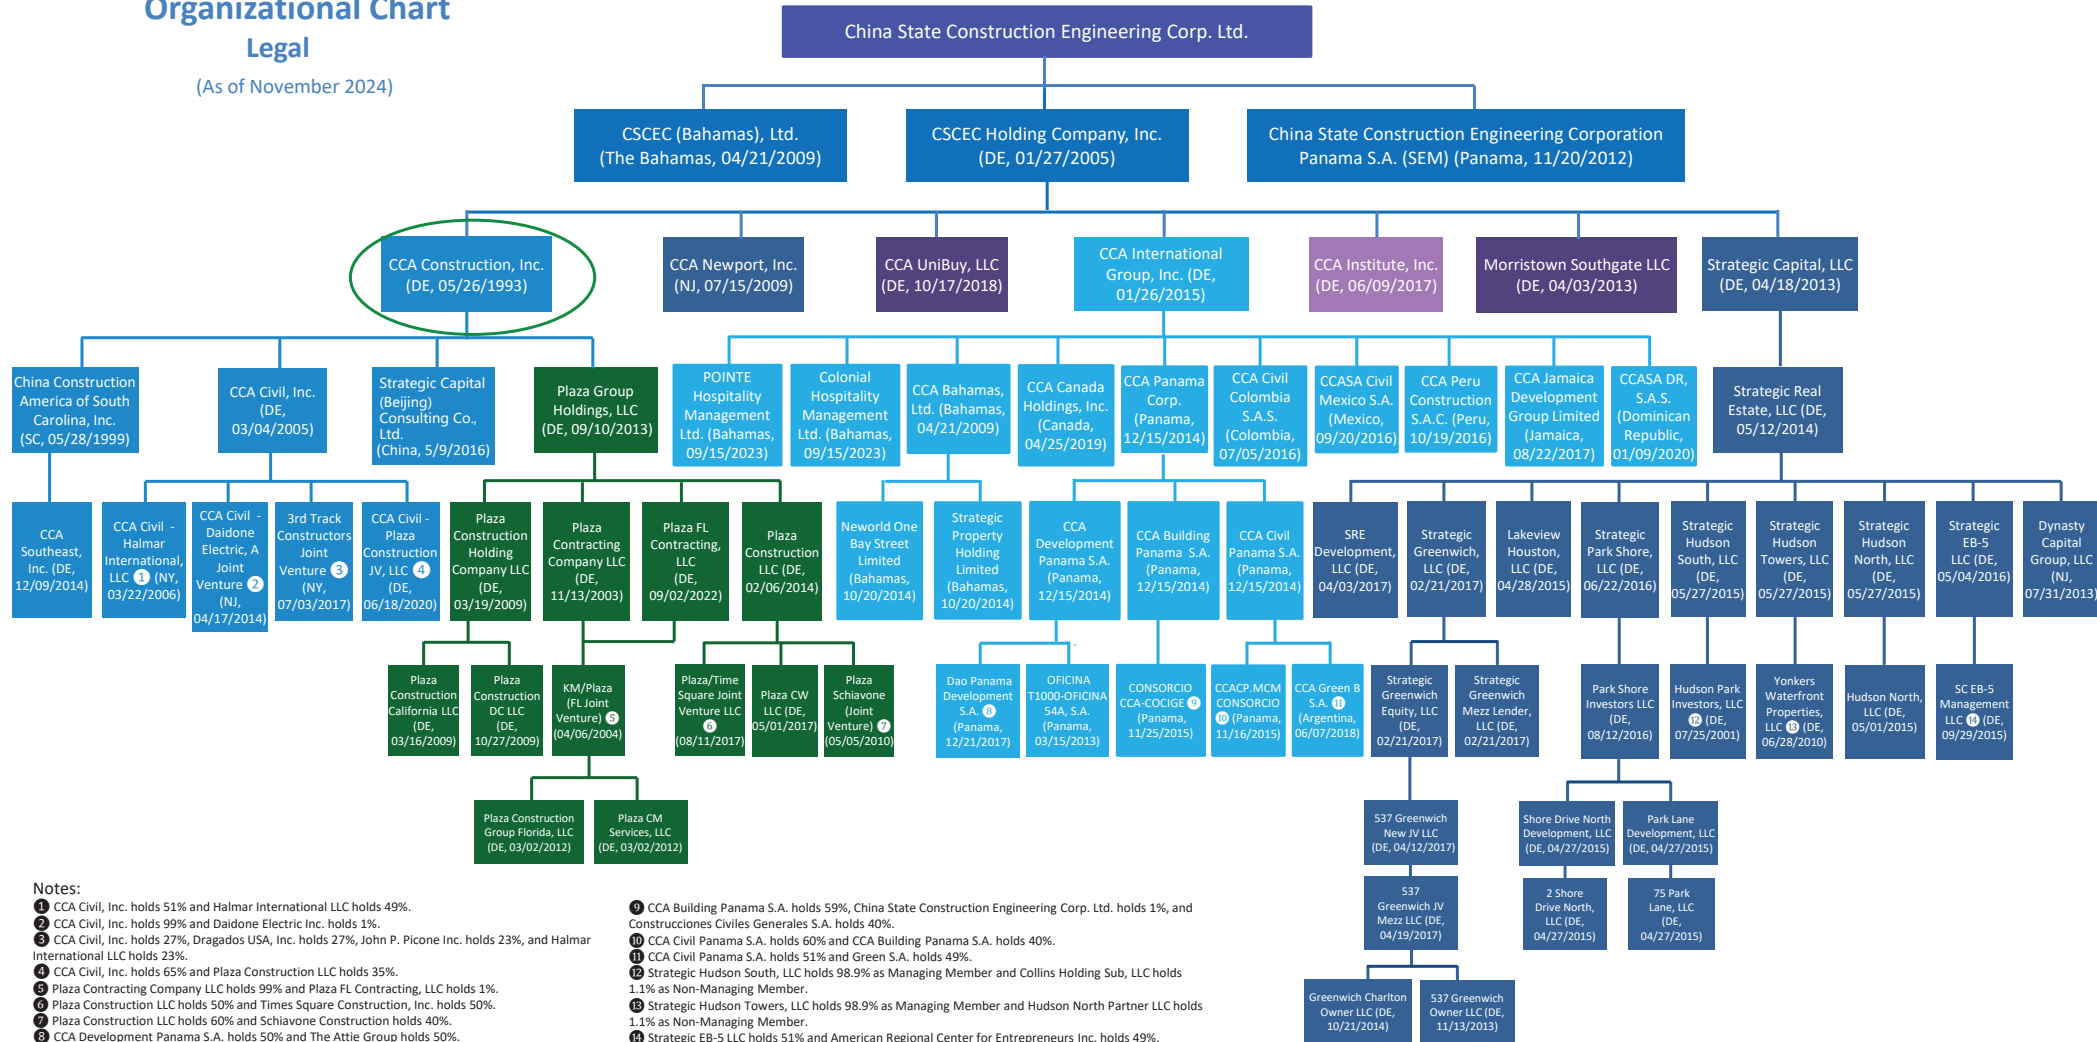 Organizational Chart
Legal
(As of November 2024)
China State Construction Engineering Corp. Ltd.
CSCEC (Bahamas), Ltd.
(The Bahamas, 04/21/2009)
CSCEC Holding Company, Inc.
(DE, 01/27/2005)
China State Construction Engineering Corporation
Panama S.A. (SEM) (Panama, 11/20/2012)
CCA Construction, Inc.
(DE, 05/26/1993)
CCA Newport, Inc.
(NJ, 07/15/2009)
CCA UniBuy, LLC
(DE, 10/17/2018)
CCA International
Group, Inc. (DE,
01/26/2015)
CCA Institute, Inc.
(DE, 06/09/2017)
Morristown Southgate LLC
(DE, 04/03/2013)
Strategic Capital, LLC
(DE, 04/18/2013)
China Construction
America of South
Carolina, Inc.
(SC, 05/28/1999)
CCA Civil, Inc.
(DE,
03/04/2005)
Strategic Capital
(Beijing)
Consulting Co.,
Ltd.
(China, 5/9/2016)
Plaza Group
Holdings, LLC
(DE, 09/10/2013)
POINTE
Hospitality
Management
Ltd. (Bahamas,
09/15/2023)
Colonial
Hospitality
Management
Ltd. (Bahamas,
09/15/2023)
CCA Bahamas,
Ltd. (Bahamas,
04/21/2009)
CCA Canada
Holdings, Inc.
(Canada,
04/25/2019)
CCA Panama
Corp.
(Panama,
12/15/2014)
CCA Civil
Colombia
S.A.S.
(Colombia,
07/05/2016)
CCASA Civil
Mexico S.A.
(Mexico,
09/20/2016)
CCA Peru
Construction
S.A.C. (Peru,
10/19/2016)
CCA Jamaica
Development
Group Limited
(Jamaica,
08/22/2017)
CCASA DR,
S.A.S.
(Dominican
Republic,
01/09/2020)
Strategic Real
Estate, LLC (DE,
05/12/2014)
CCA
Southeast,
Inc. (DE,
12/09/2014)
CCA Civil -
Halmar
International,
LLC 1 (NY,
03/22/2006)
CCA Civil -
Daidone
Electric, A
Joint
Venture 2
(NJ,
04/17/2014)
3rd Track
Constructors
Joint
Venture 3
(NY,
07/03/2017)
CCA Civil -
Plaza
Construction
JV, LLC 4
(DE,
06/18/2020)
Plaza
Construction
Holding
Company LLC
(DE,
03/19/2009)
Plaza
Contracting
Company LLC
(DE,
11/13/2003)
Plaza FL
Contracting,
LLC
(DE,
09/02/2022)
Plaza
Construction
LLC (DE,
02/06/2014)
Neworld One
Bay Street
Limited
(Bahamas,
10/20/2014)
Strategic
Property
Holding
Limited
(Bahamas,
10/20/2014)
CCA
Development
Panama S.A.
(Panama,
12/15/2014)
CCA Building
Panama S.A.
(Panama,
12/15/2014)
CCA Civil
Panama S.A.
(Panama,
12/15/2014)
SRE
Development,
LLC (DE,
04/03/2017)
Strategic
Greenwich,
LLC (DE,
02/21/2017)
Lakeview
Houston,
LLC (DE,
04/28/2015)
Strategic
Park Shore,
LLC (DE,
06/22/2016)
Strategic
Hudson
South, LLC
(DE,
05/27/2015)
Strategic
Hudson
Towers, LLC
(DE,
05/27/2015)
Strategic
Hudson
North, LLC
(DE,
05/27/2015)
Strategic
EB-5
LLC (DE,
05/04/2016)
Dynasty
Capital
Group, LLC
(NJ,
07/31/2013)
Plaza
Construction
California LLC
(DE,
03/16/2009)
Plaza
Construction
DC LLC
(DE,
10/27/2009)
KM/Plaza
(FL Joint
Venture) 5
(04/06/2004)
Plaza/Time
Square Joint
Venture LLC
6
(08/11/2017)
Plaza CW
LLC (DE,
05/01/2017)
Plaza
Schiavone
(Joint
Venture) 7
(05/05/2010)
Dao Panama
Development
S.A. 8
(Panama,
12/21/2017)
OFICINA
T1000-OFICINA
54A, S.A.
(Panama,
03/15/2013)
CONSORCIO
CCA-COCIGE 9
(Panama,
11/25/2015)
CCACP.MCM
CONSORCIO
10 (Panama,
11/16/2015)
CCA Green B
S.A. 11
(Argentina,
06/07/2018)
Strategic
Greenwich
Equity, LLC
(DE,
02/21/2017)
Strategic
Greenwich
Mezz Lender,
LLC (DE,
02/21/2017)
Park Shore
Investors LLC
(DE,
08/12/2016)
Hudson Park
Investors, LLC
12 (DE,
07/25/2001)
Yonkers
Waterfront
Properties,
LLC 13 (DE,
06/28/2010)
Hudson North,
LLC (DE,
05/01/2015)
SC EB-5
Management
LLC 14 (DE,
09/29/2015)
Plaza Construction
Group Florida, LLC
(DE, 03/02/2012)
Plaza CM
Services, LLC
(DE, 03/02/2012)
537 Greenwich
New JV LLC
(DE, 04/12/2017)
Shore Drive North
Development, LLC
(DE, 04/27/2015)
Park Lane
Development, LLC
(DE, 04/27/2015)
537
Greenwich JV
Mezz LLC (DE,
04/19/2017)
2 Shore
Drive North,
LLC (DE,
04/27/2015)
75 Park
Lane, LLC
(DE,
04/27/2015)
Greenwich Charlton
Owner LLC (DE,
10/21/2014)
537 Greenwich
Owner LLC (DE,
11/13/2013)
Notes:
1 CCA Civil, Inc. holds 51% and Halmar International LLC holds 49%.
2 CCA Civil, Inc. holds 99% and Daidone Electric Inc. holds 1%.
3 CCA Civil, Inc. holds 27%, Dragados USA, Inc. holds 27%, John P. Picone Inc. holds 23%, and Halmar
International LLC holds 23%.
4 CCA Civil, Inc. holds 65% and Plaza Construction LLC holds 35%.
5 Plaza Contracting Company LLC holds 99% and Plaza FL Contracting, LLC holds 1%.
6 Plaza Construction LLC holds 50% and Times Square Construction, Inc. holds 50%.
7 Plaza Construction LLC holds 60% and Schiavone Construction holds 40%.
8 CCA Development Panama S.A. holds 50% and The Attie Group holds 50%.
9 CCA Building Panama S.A. holds 59%, China State Construction Engineering Corp. Ltd. holds 1%, and
Construcciones Civiles Generales S.A. holds 40%.
10 CCA Civil Panama S.A. holds 60% and CCA Building Panama S.A. holds 40%.
11 CCA Civil Panama S.A. holds 51% and Green S.A. holds 49%.
12 Strategic Hudson South, LLC holds 98.9% as Managing Member and Collins Holding Sub, LLC holds
1.1% as Non-Managing Member.
13 Strategic Hudson Towers, LLC holds 98.9% as Managing Member and Hudson North Partner LLC holds
1.1% as Non-Managing Member.
14 Strategic EB-5 LLC holds 51% and American Regional Center for Entrepreneurs Inc. holds 49%.